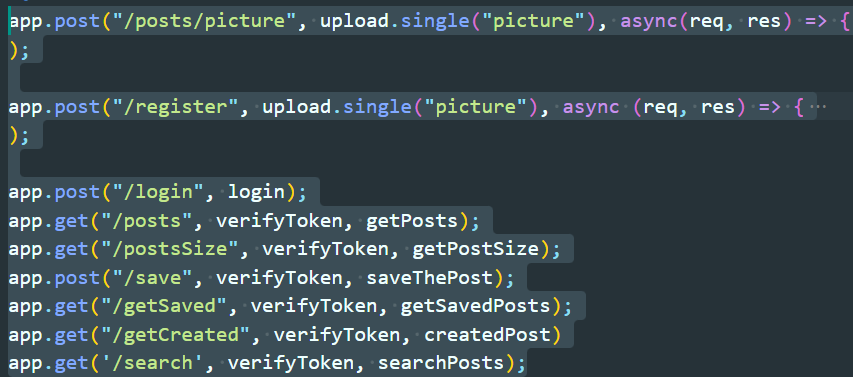 app.post("/posts/picture", upload.single("picture"), async(req, res) => {
);
app.post("/register", upload.single("picture"), async (req, res) => { ⋯
);
app.post("/login", login);
app.get("/posts", verifyToken, getPosts);
app.get("/postsSize", verifyToken, getPostSize);
app.post("/save", verifyToken, saveThePost);
app.get("/getSaved", verifyToken, getSavedPosts);
app.get("/getCreated", verifyToken, createdPost)
app.get('/search', verifyToken, searchPosts);